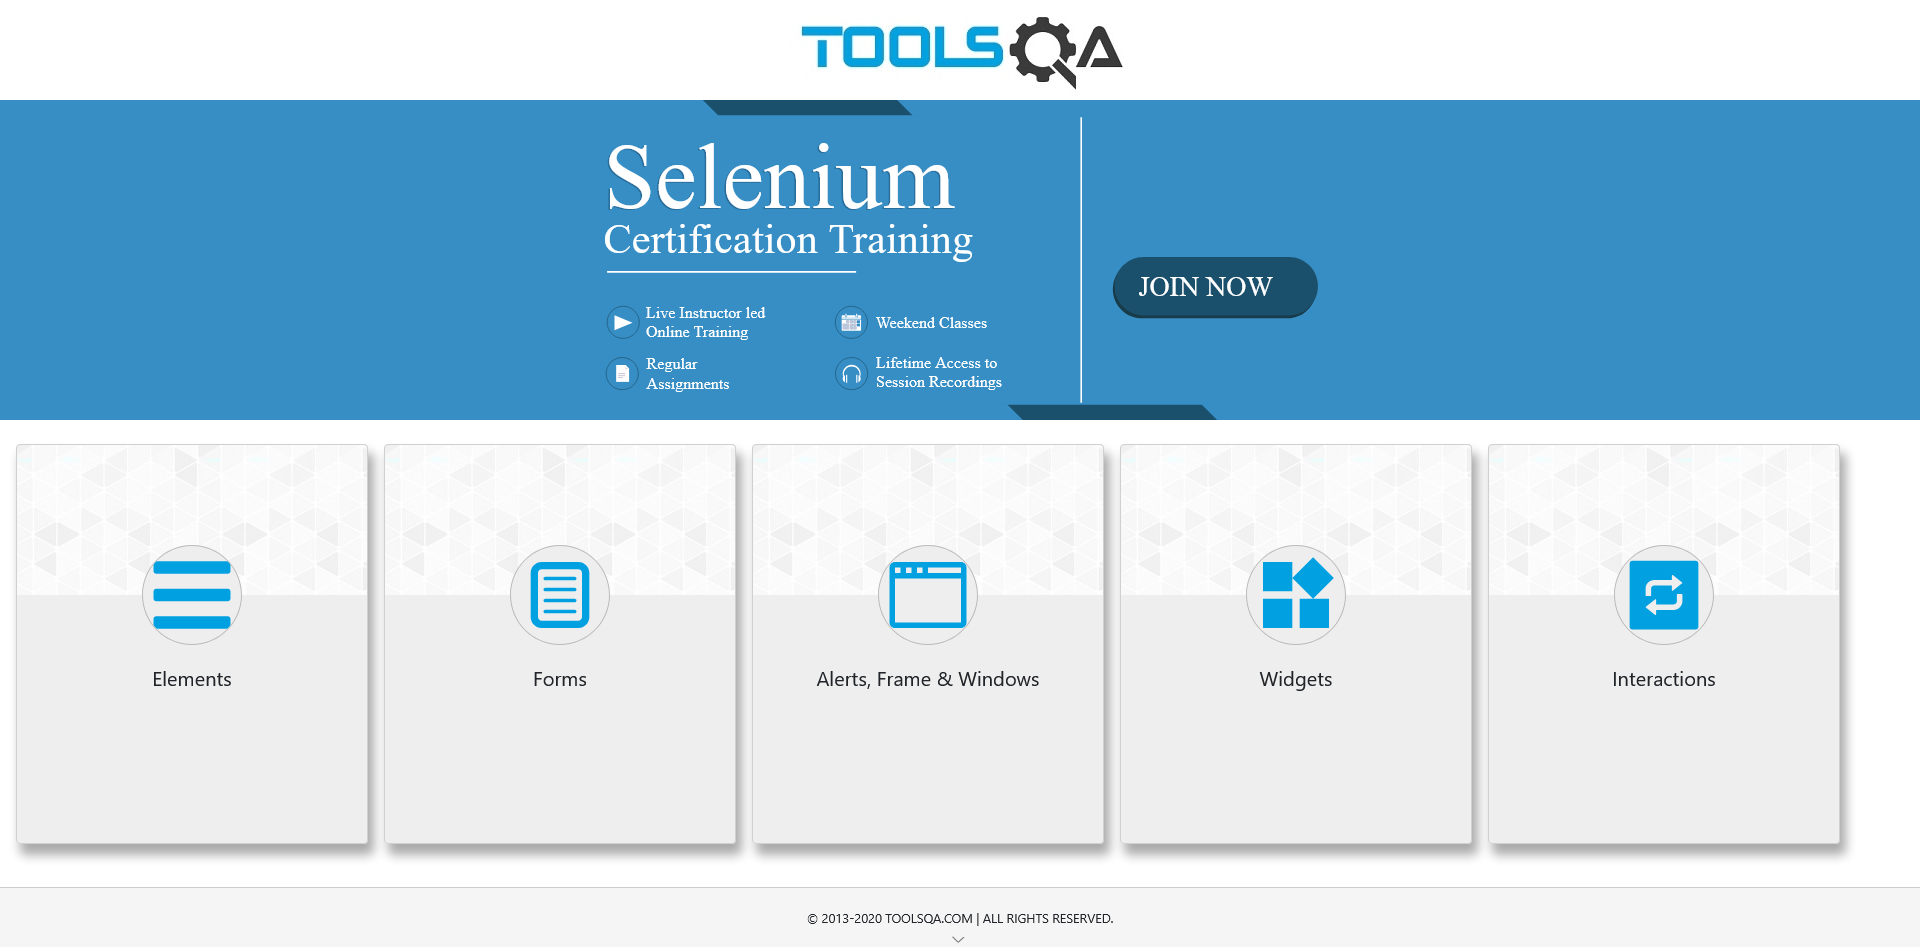 TOOLSQA
Selenium
Certification Training
JOIN NOW
Live Instructor led
Online Training
Weekend Classes
Regular
Assignments
Lifetime Access to
Session Recordings
Elements
Forms
Alerts, Frame & Windows
Widgets
Interactions
© 2013-2020 TOOLSQA.COM | ALL RIGHTS RESERVED.